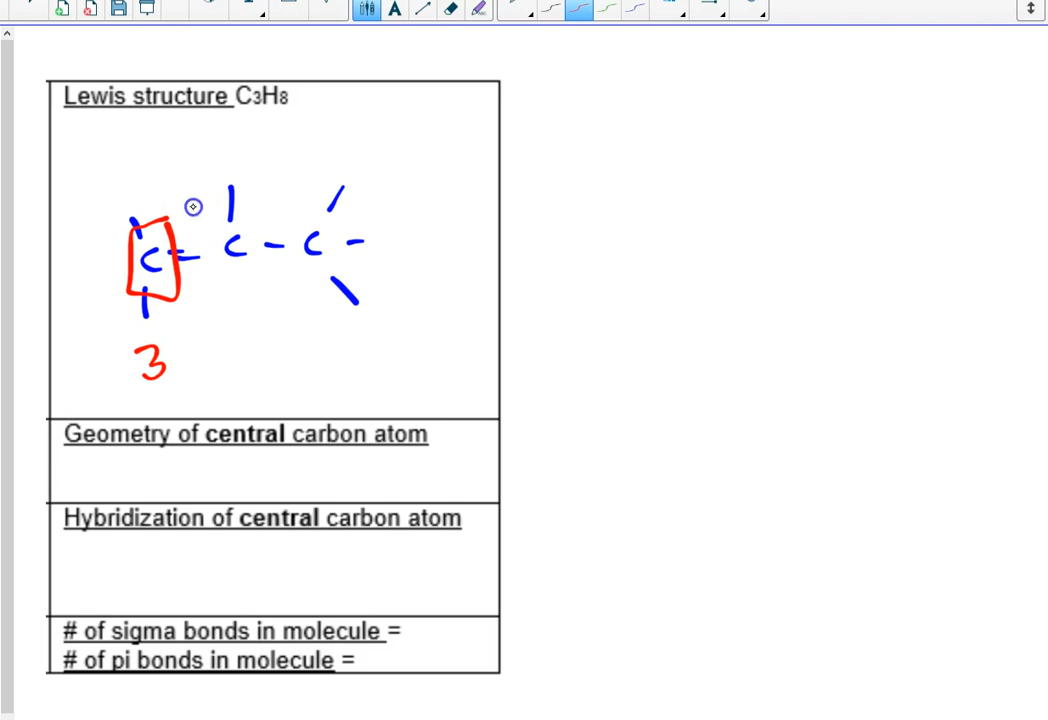 Lewis structure C3H8
C - C - C -
3
Geometry of central carbon atom
Hybridization of central carbon atom
# of sigma bonds in molecule =
# of pi bonds in molecule =